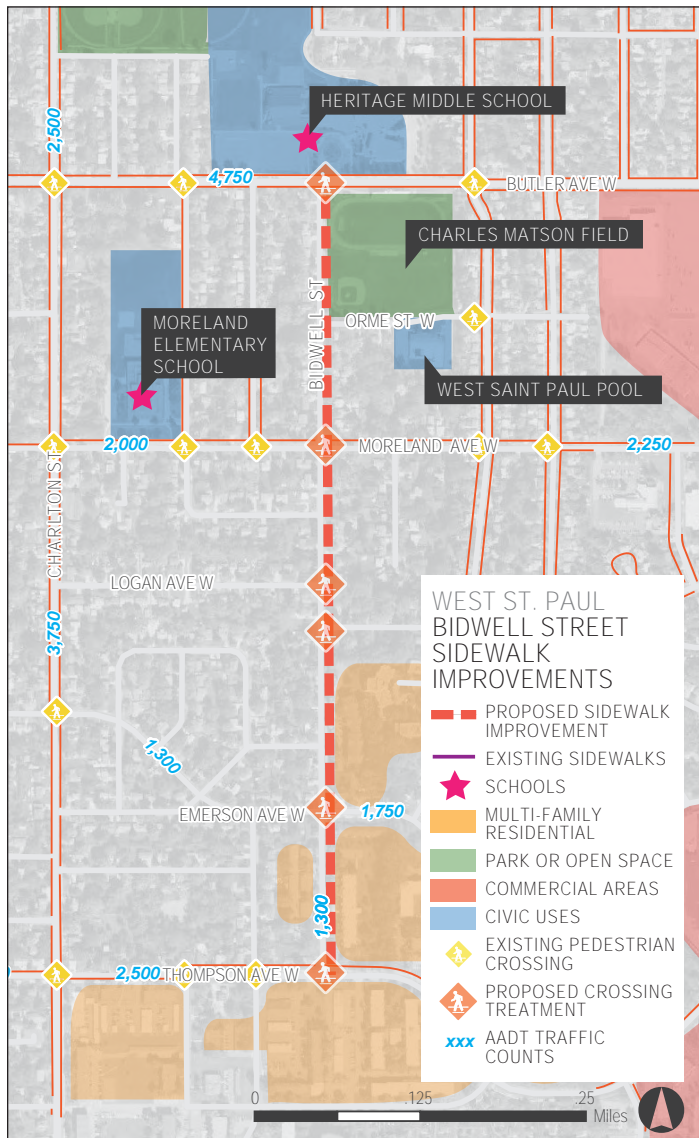 HERITAGE MIDDLE SCHOOL
2,500
4,750
BUTLER AVE W
CHARLES MATSON FIELD
BIDWELL ST
ORME ST W
MORELAND
ELEMENTARY
SCHOOL
WEST SAINT PAUL POOL
2,000
MORELAND AVE W
2,250
CHARLTON ST
LOGAN AVE W
3,750
1,300
EMERSON AVE W
1,750
1,300
2,500
THOMPSON AVE W
WEST ST. PAUL
BIDWELL STREET
SIDEWALK
IMPROVEMENTS
PROPOSED SIDEWALK
IMPROVEMENT
EXISTING SIDEWALKS
SCHOOLS
MULTI-FAMILY
RESIDENTIAL
PARK OR OPEN SPACE
COMMERCIAL AREAS
CIVIC USES
EXISTING PEDESTRIAN
CROSSING
PROPOSED CROSSING
TREATMENT
xxx AADT TRAFFIC
COUNTS
0 .125 .25
Miles